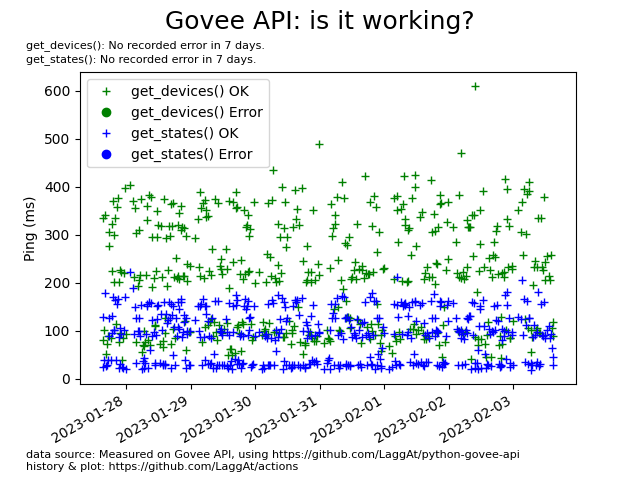 Govee API: is it working?
get_devices(): No recorded error in 7 days.
get_states(): No recorded error in 7 days.
get_devices() OK
get_devices() Error
get_states() OK
get_states() Error
Ping (ms)
600
500
400
300
200
100
0
2023-01-28
2023-01-29
2023-01-30
2023-01-31
2023-02-01
2023-02-02
2023-02-03
data source: Measured on Govee API, using https://github.com/LaggAt/python-govee-api
history & plot: https://github.com/LaggAt/actions